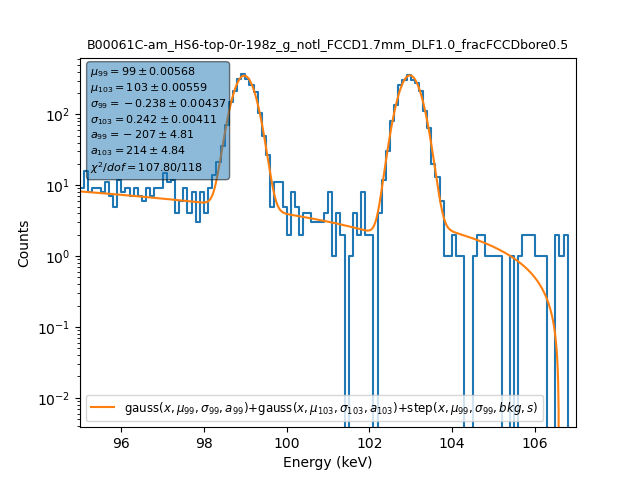 B00061C-am_HS6-top-0r-198z_g_notl_FCCD1.7mm_DLF1.0_fracFCCDbore0.5
μ99 = 99 ± 0.00568
μ103 = 103 ± 0.00559
σ99 = −0.238 ± 0.00437
σ103 = 0.242 ± 0.00411
a99 = −207 ± 4.81
a103 = 214 ± 4.84
χ²/dof = 107.80/118
10²
10¹
10⁰
10⁻¹
10⁻²
Counts
gauss(x, μ99, σ99, a99)+gauss(x, μ103, σ103, a103)+step(x, μ99, σ99, bkg, s)
96 98 100 102 104 106
Energy (keV)